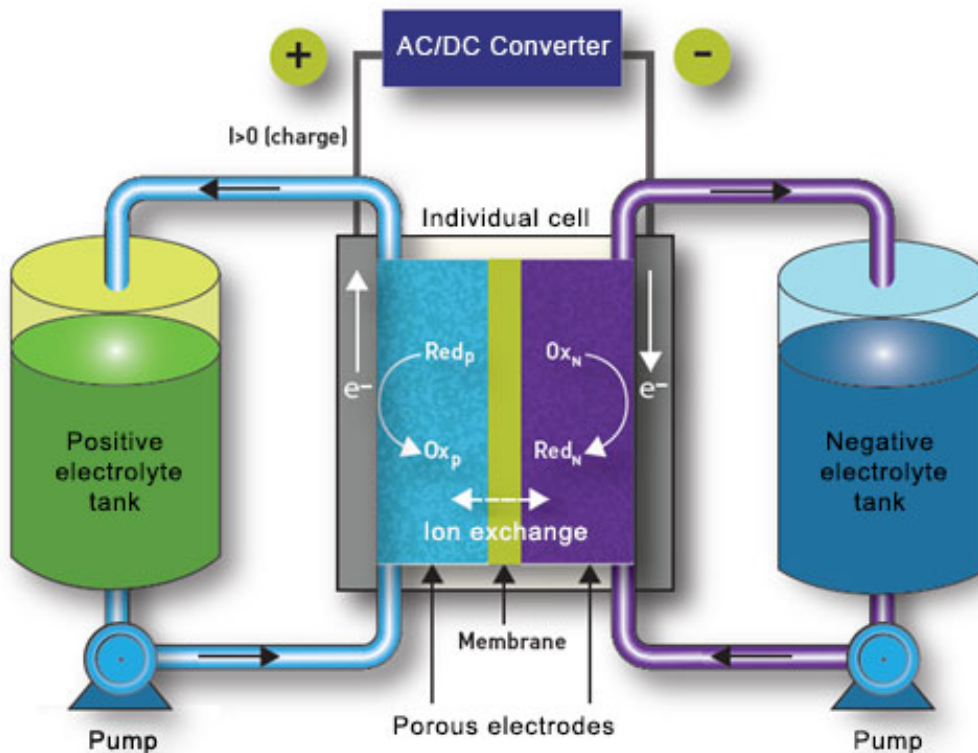 AC/DC Converter
+
-
I>0 (charge)
Individual cell
Red_P
Ox_N
e⁻
e⁻
Ox_P
Red_N
Positive
electrolyte
tank
Negative
electrolyte
tank
Ion exchange
Membrane
Porous electrodes
Pump
Pump